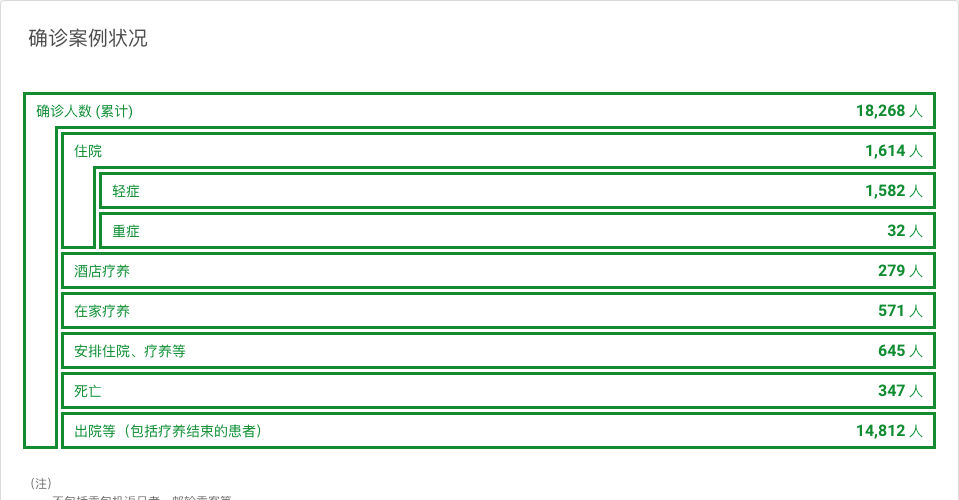 确诊案例状况
确诊人数 (累计) 18,268 人
住院 1,614 人
轻症 1,582 人
重症 32 人
酒店疗养 279 人
在家疗养 571 人
安排住院、疗养等 645 人
死亡 347 人
出院等（包括疗养结束的患者） 14,812 人
(注)